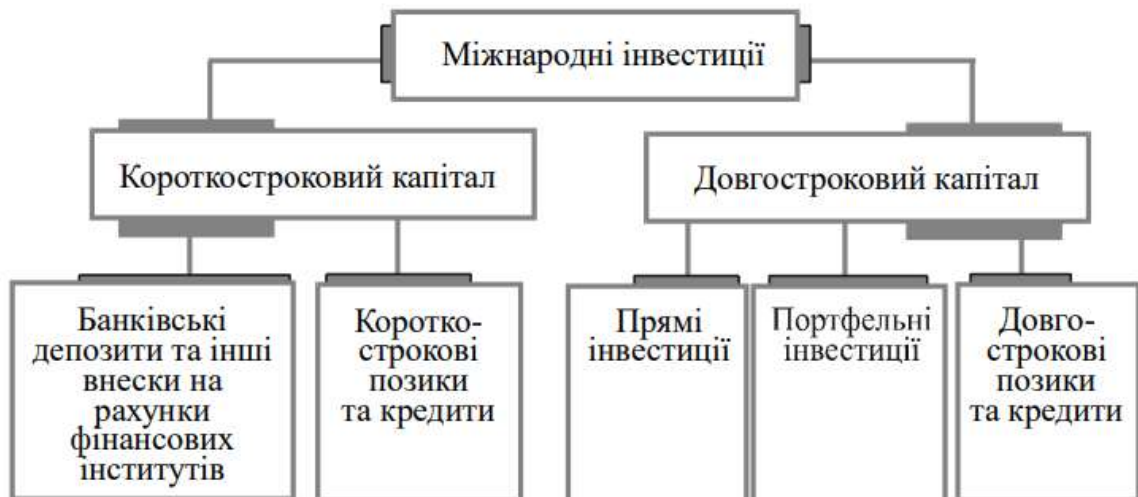 Міжнародні інвестиції
Короткостроковий капітал
Довгостроковий капітал
Банківські
депозити та інші
внески на
рахунки
фінансових
інститутів
Коротко-
строкові
позики
та кредити
Прямі
інвестиції
Портфельні
інвестиції
Довго-
строкові
позики
та кредити